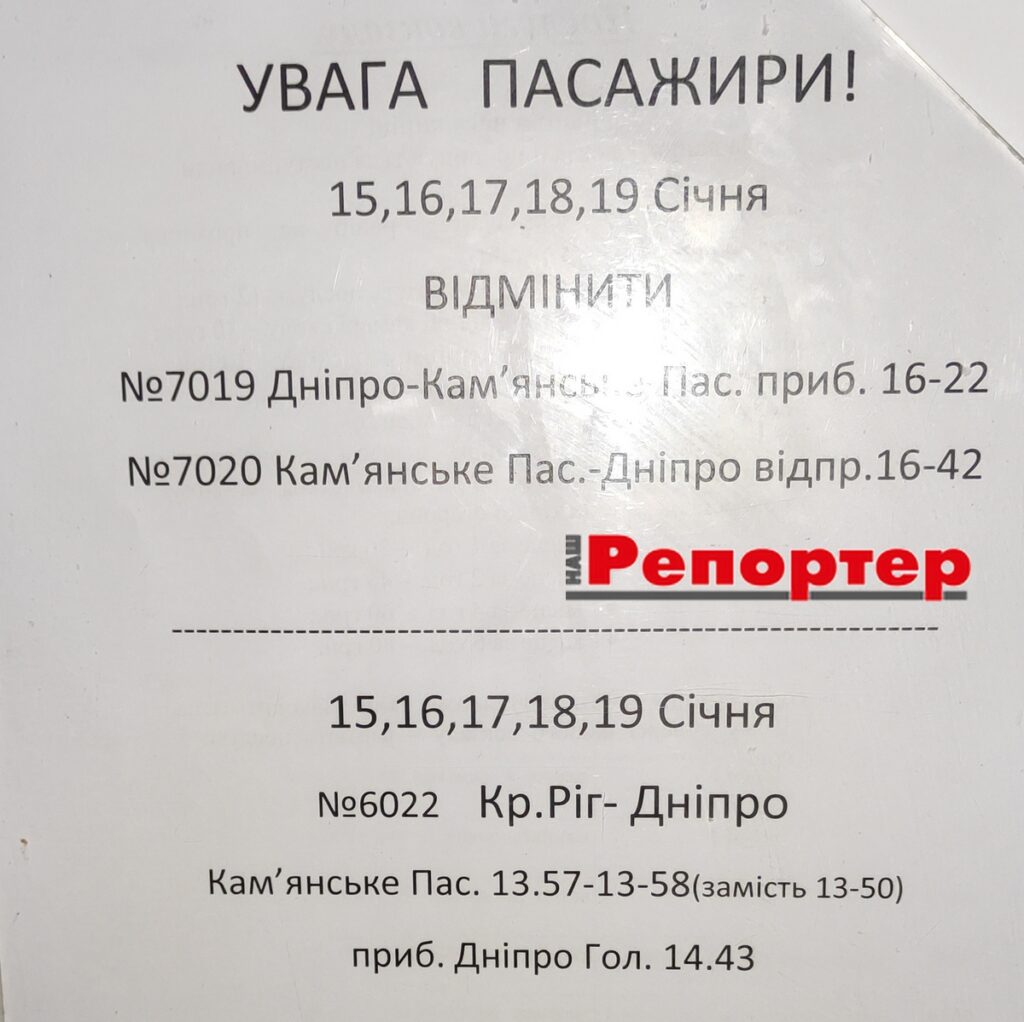 УВАГА ПАСАЖИРИ!
15,16,17,18,19 Січня
ВІДМІНИТИ
№7019 Дніпро-Кам’янське Пас. приб. 16-22
№7020 Кам’янське Пас.-Дніпро відпр.16-42
НАШ Репортер
15,16,17,18,19 Січня
№6022 Кр.Ріг- Дніпро
Кам’янське Пас. 13.57-13-58(замість 13-50)
приб. Дніпро Гол. 14.43